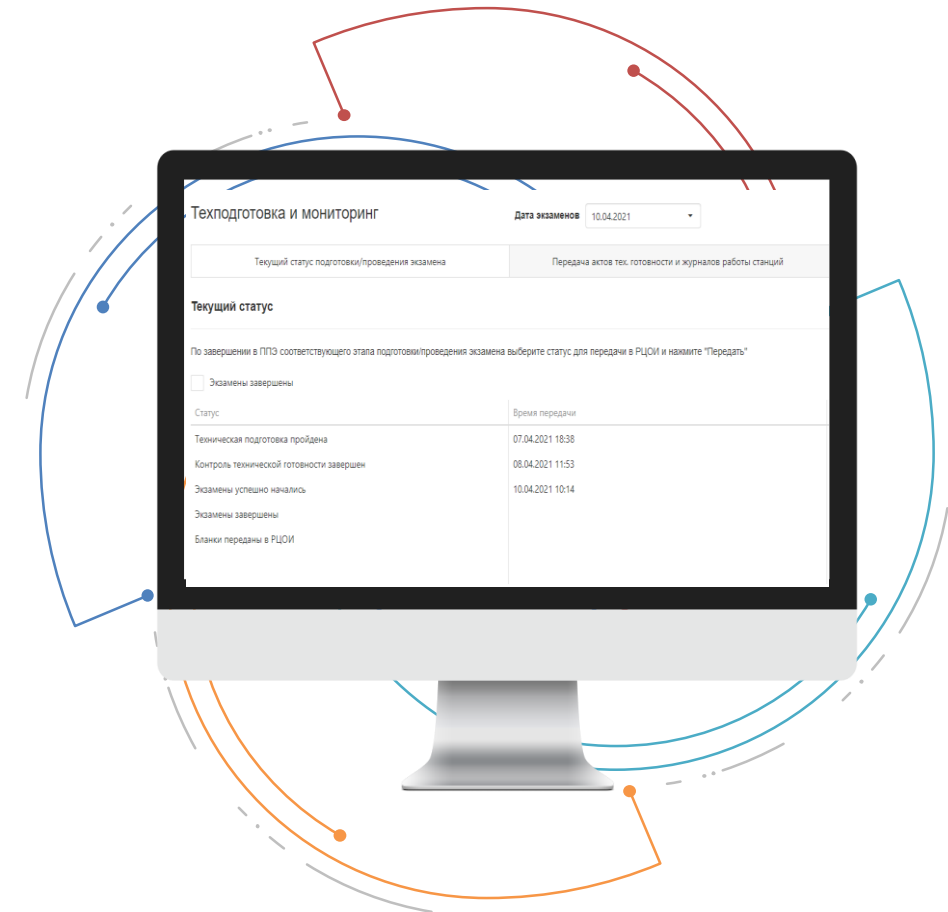 Техподготовка и мониторинг
Дата экзаменов 10.04.2021
Текущий статус подготовки/проведения экзамена
Передача актов тех. готовности и журналов работы станций
Текущий статус
По завершении в ППЭ соответствующего этапа подготовки/проведения экзамена выберите статус для передачи в РЦОИ и нажмите "Передать"
Экзамены завершены
Статус Время передачи
Техническая подготовка пройдена 07.04.2021 18:38
Контроль технической готовности завершен 08.04.2021 11:53
Экзамены успешно начались 10.04.2021 10:14
Экзамены завершены
Бланки переданы в РЦОИ